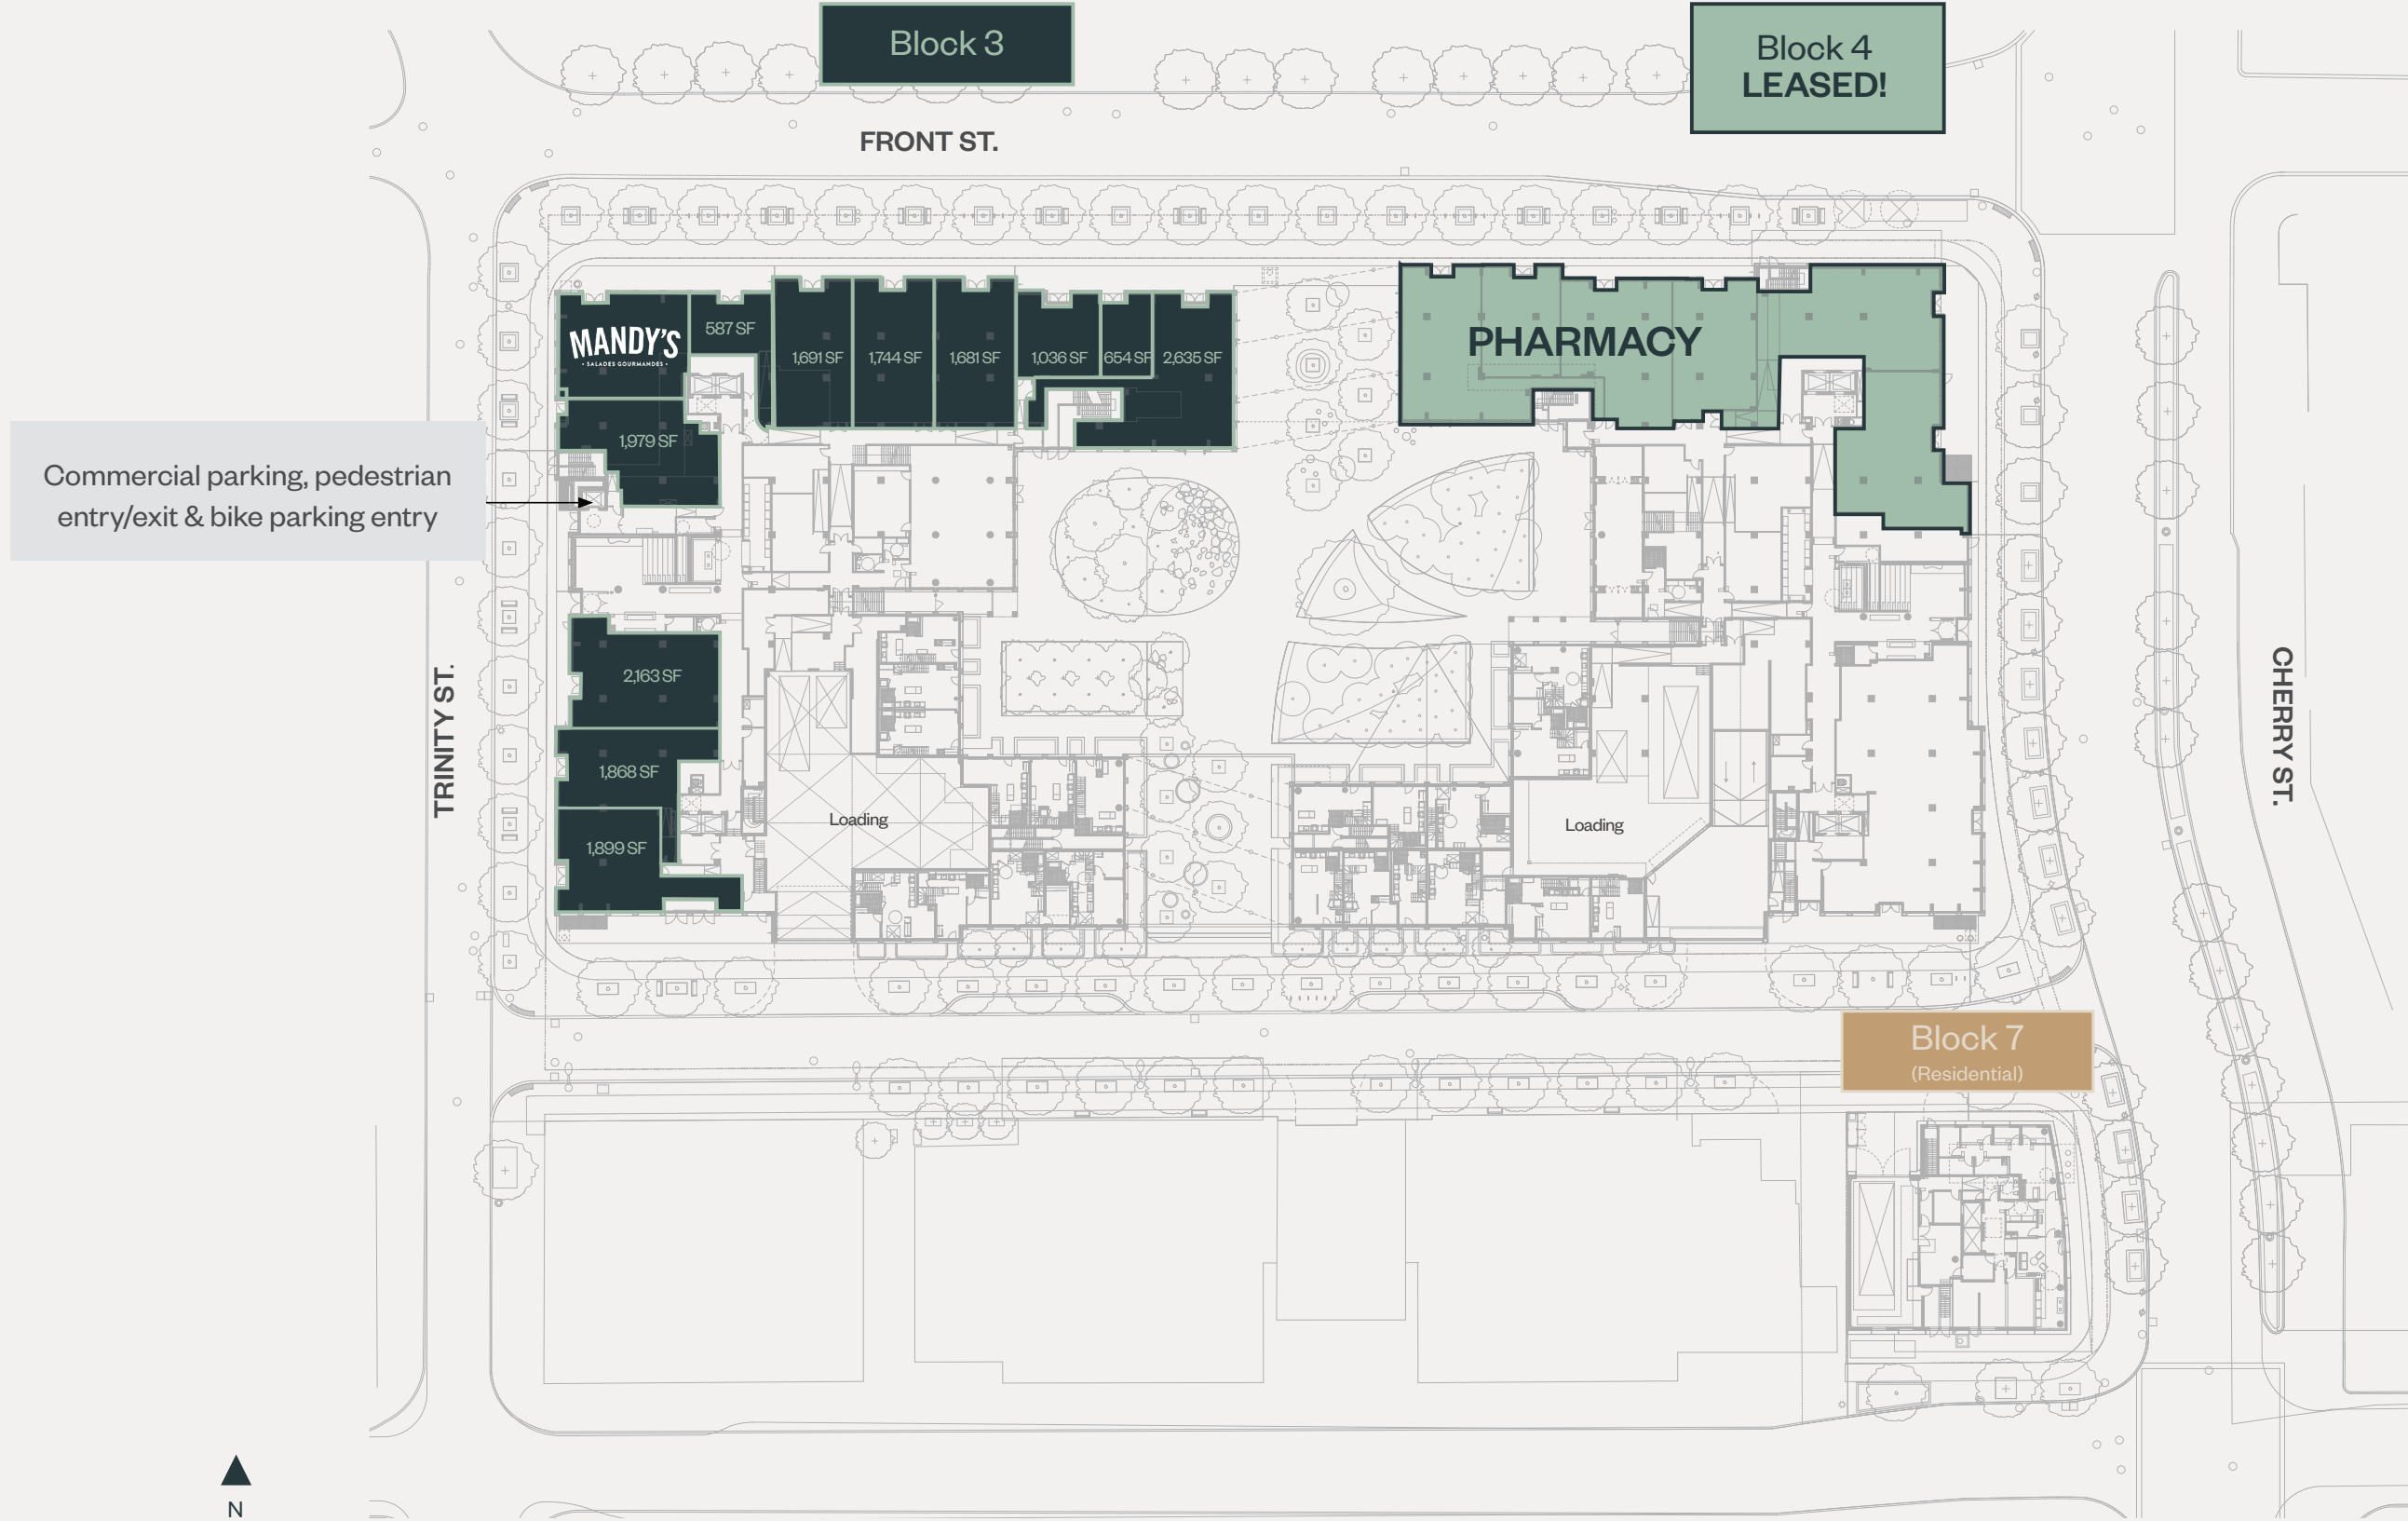 Block 3
Block 4
LEASED!
FRONT ST.
MANDY'S
• SALADES GOURMANDES •
587 SF
1,691 SF
1,744 SF
1,681 SF
1,036 SF
654 SF
2,635 SF
PHARMACY
1,979 SF
Commercial parking, pedestrian
entry/exit & bike parking entry
2,163 SF
1,868 SF
1,899 SF
TRINITY ST.
Loading
Loading
CHERRY ST.
Block 7
(Residential)
N